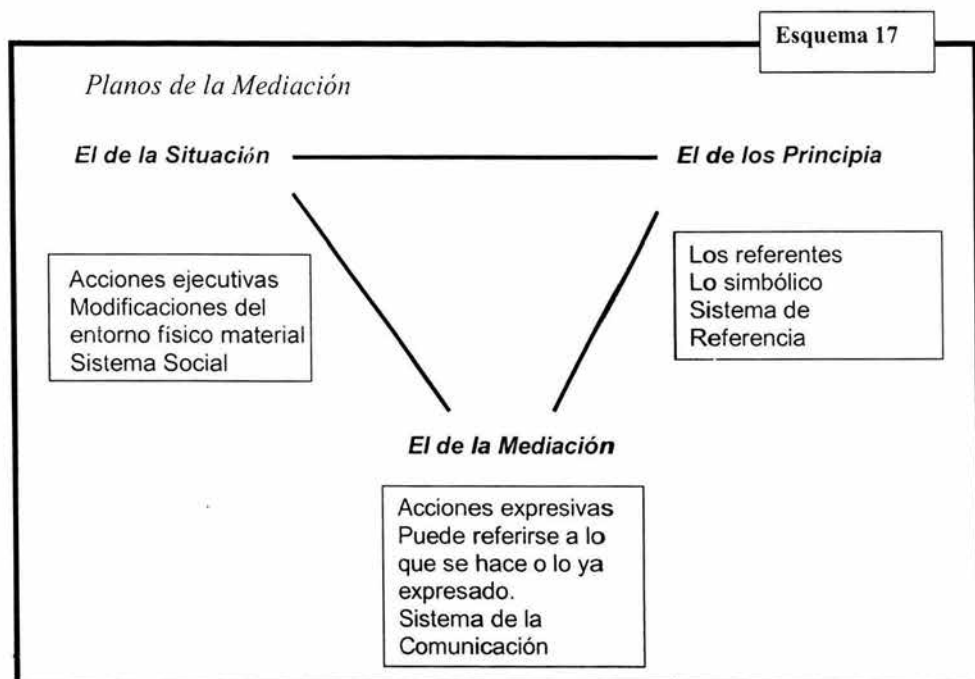 Esquema 17
Planos de la Mediación
El de la Situación
El de los Principia
Acciones ejecutivas
Modificaciones del
entorno físico material
Sistema Social
Los referentes
Lo simbólico
Sistema de
Referencia
El de la Mediación
Acciones expresivas
Puede referirse a lo
que se hace o lo ya
expresado.
Sistema de la
Comunicación